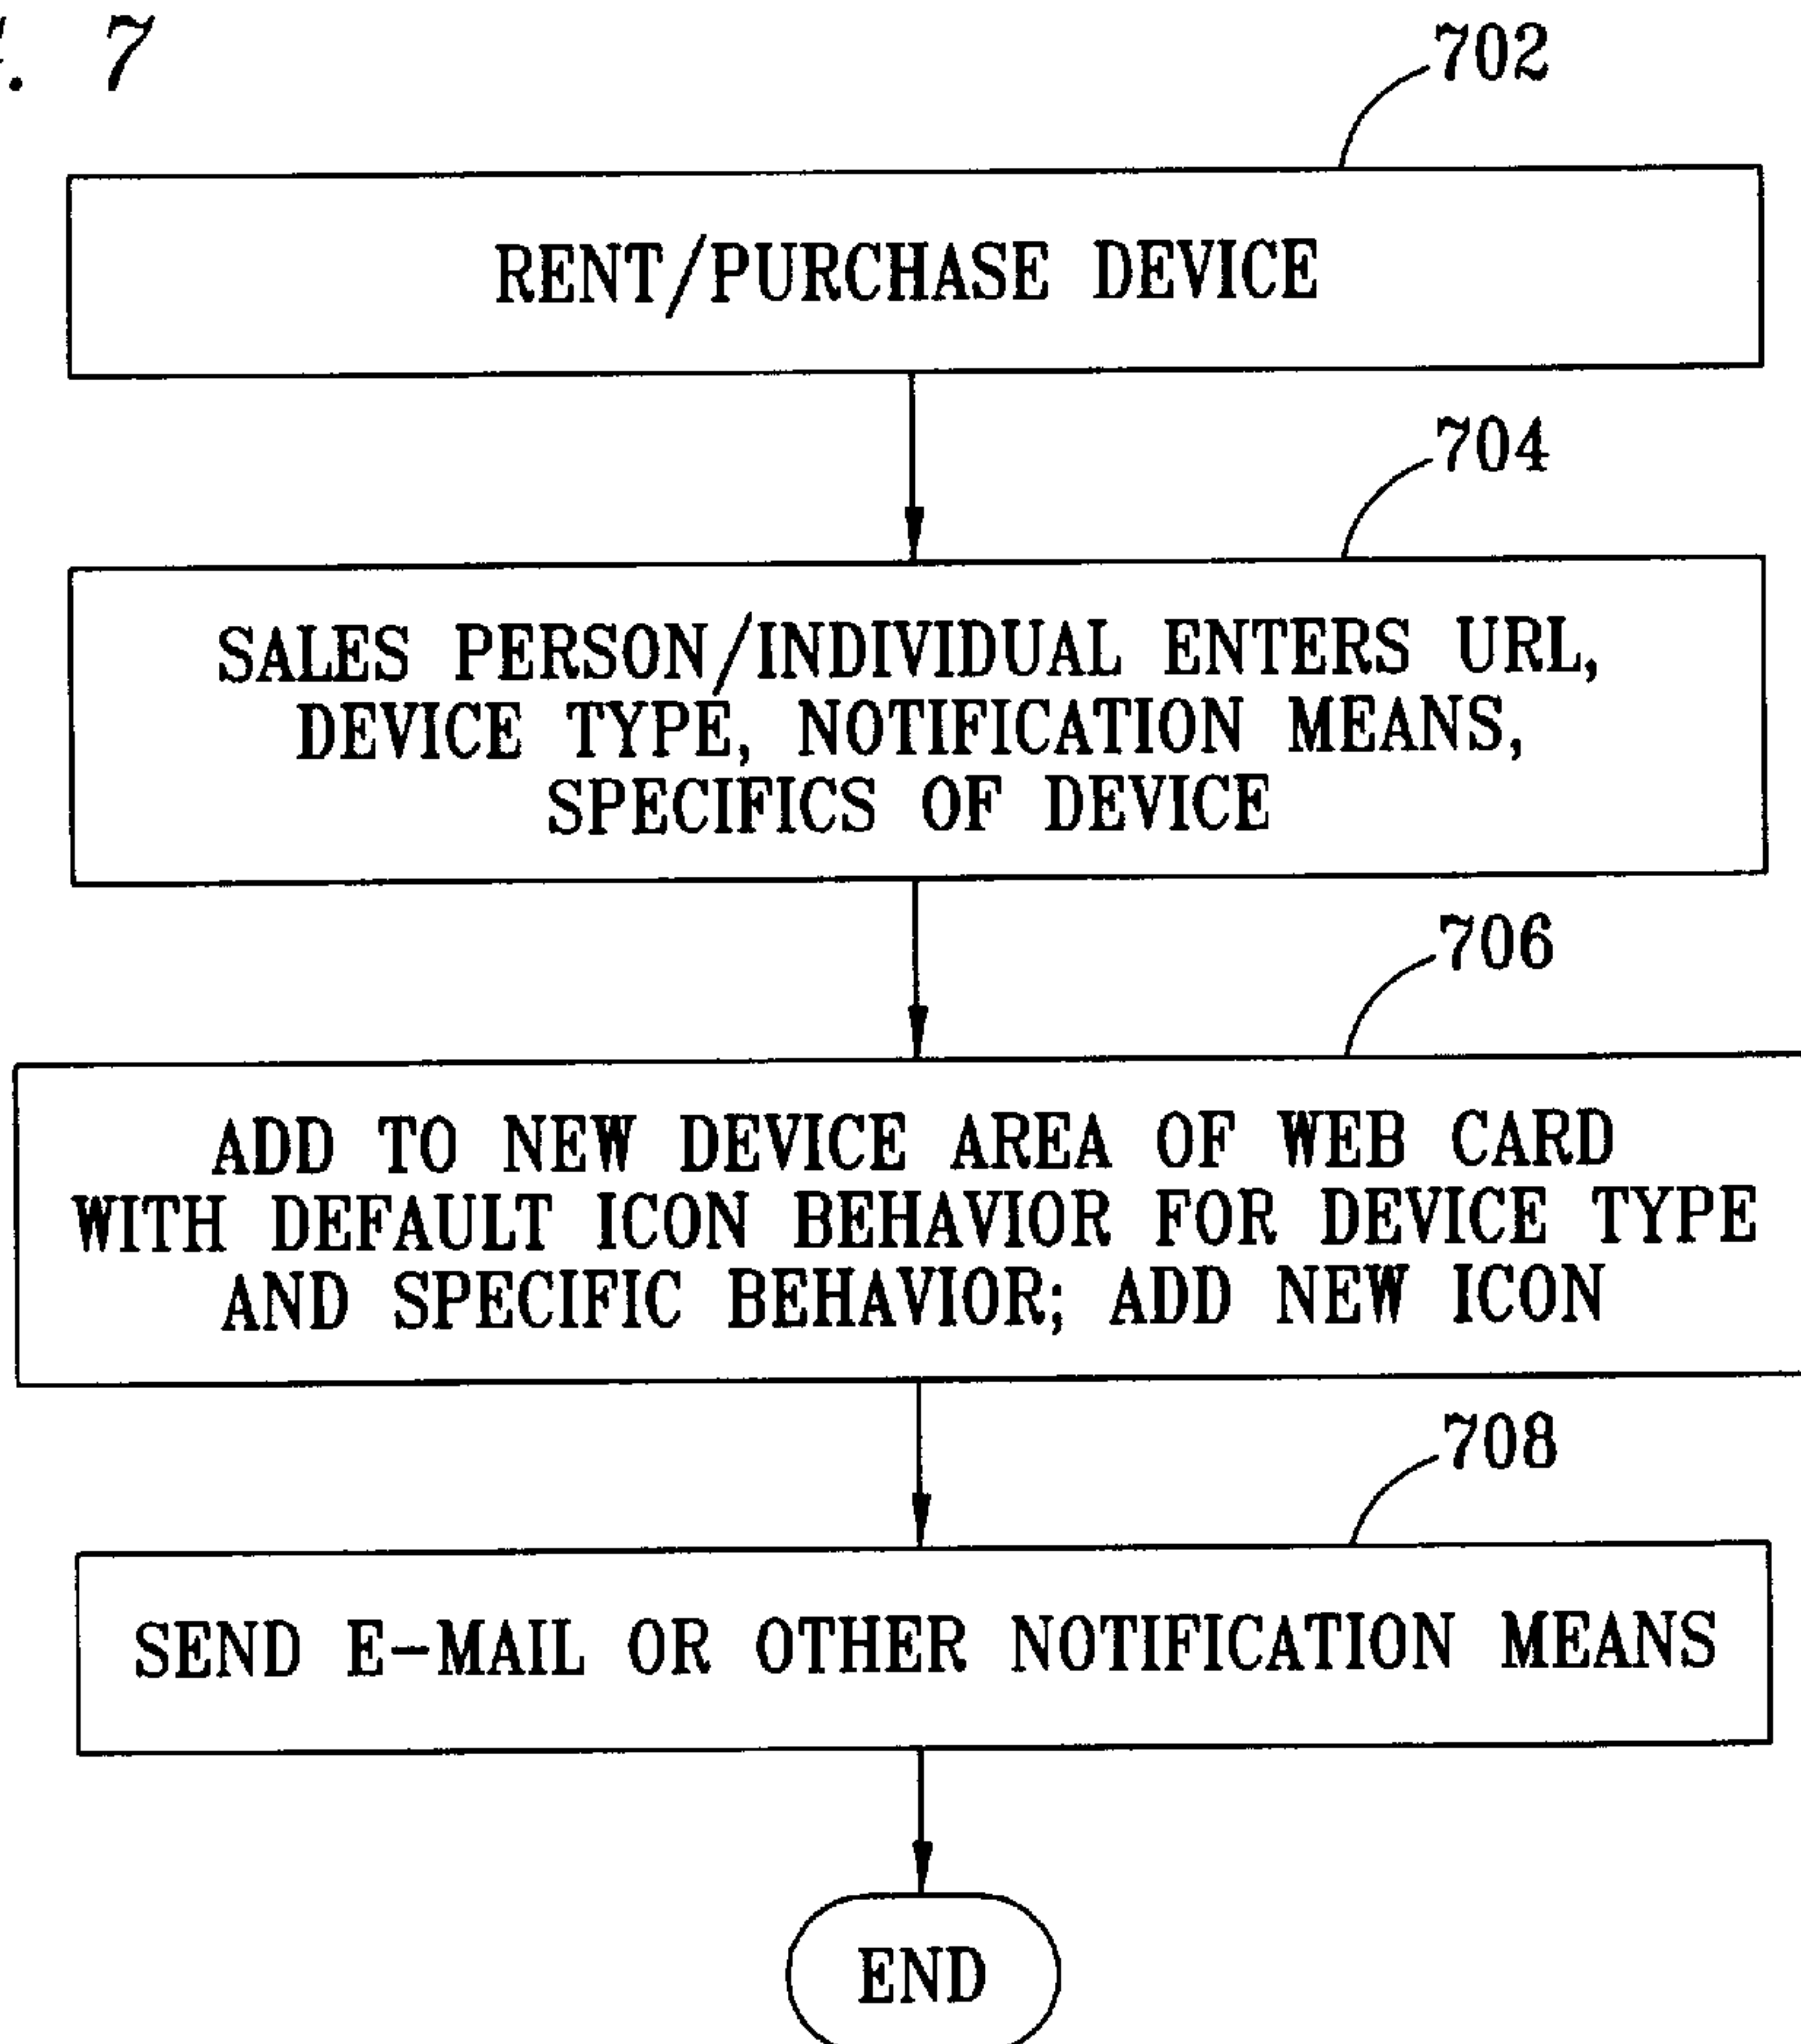 . 7
702
RENT/PURCHASE DEVICE
704
SALES PERSON/INDIVIDUAL ENTERS URL,
DEVICE TYPE, NOTIFICATION MEANS,
SPECIFICS OF DEVICE
706
ADD TO NEW DEVICE AREA OF WEB CARD
WITH DEFAULT ICON BEHAVIOR FOR DEVICE TYPE
AND SPECIFIC BEHAVIOR; ADD NEW ICON
708
SEND E-MAIL OR OTHER NOTIFICATION MEANS
END